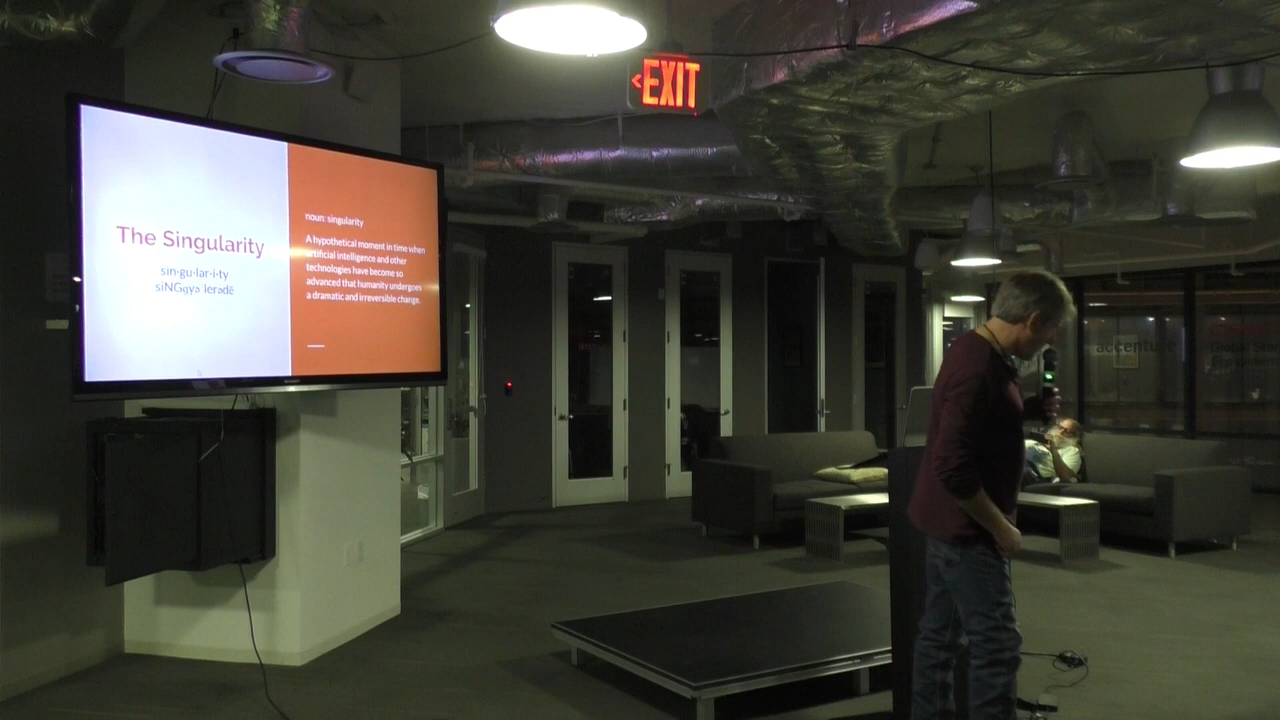 <EXIT
The Singularity
sin·gu·lar·i·ty
siNGgyəˈlerədē
noun: singularity
A hypothetical moment in time when
artificial intelligence and other
technologies have become so
advanced that humanity undergoes
a dramatic and irreversible change.
accenture